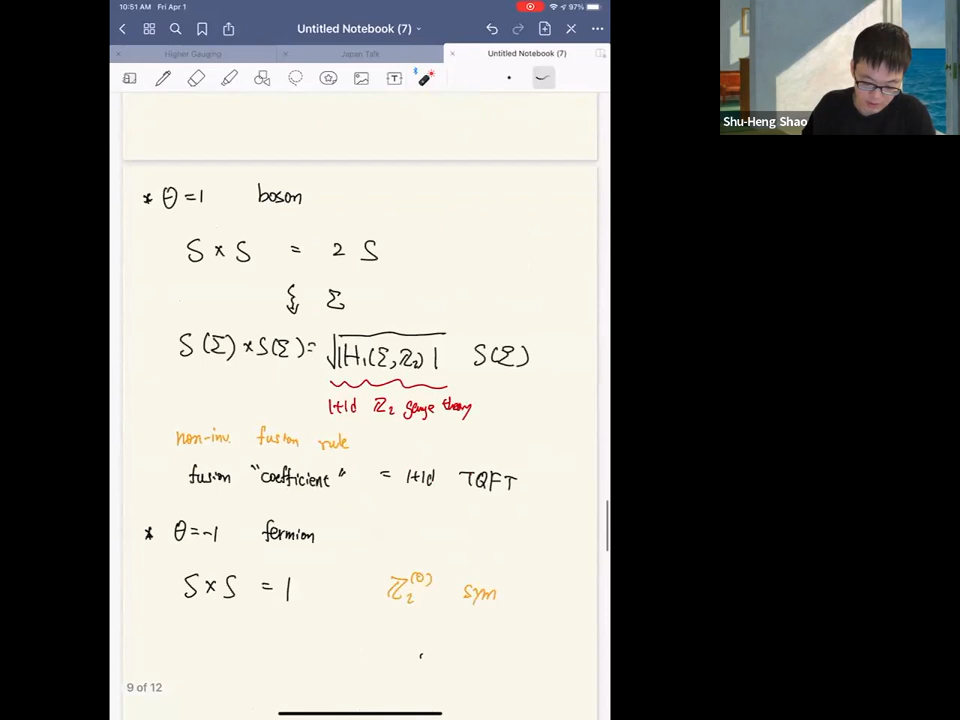 10:51 AM Fri Apr 1
97%
Untitled Notebook (7)
Higher Gauging
Japan Talk
Untitled Notebook (7)
Shu-Heng Shao
* θ = 1 boson
S × S = 2 S
Σ
S(Σ) × S(Σ) = √|H₁(Σ, ℤ₂)| S(Σ)
1+1d ℤ₂ gauge theory
non-inv. fusion rule
fusion "coefficient" = 1+1d TQFT
* θ = -1 fermion
S × S = 1 ℤ₂⁽⁰⁾ sym
9 of 12